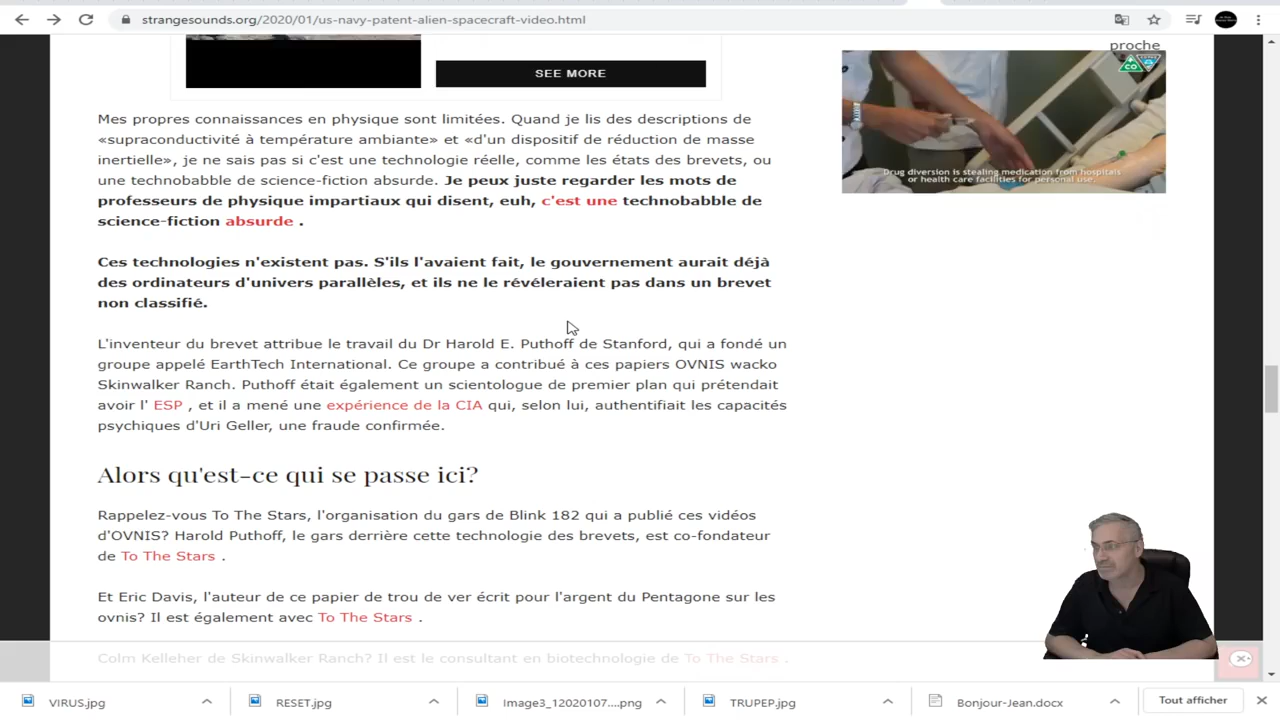 strangesounds.org/2020/01/us-navy-patent-alien-spacecraft-video.html
proche
SEE MORE
Drug diversion is stealing medication from hospitals
or health care facilities for personal use.
Mes propres connaissances en physique sont limitées. Quand je lis des descriptions de
«supraconductivité à température ambiante» et «d'un dispositif de réduction de masse
inertielle», je ne sais pas si c'est une technologie réelle, comme les états des brevets, ou
une technobabble de science-fiction absurde. Je peux juste regarder les mots de
professeurs de physique impartiaux qui disent, euh, c'est une technobabble de
science-fiction absurde .
Ces technologies n'existent pas. S'ils l'avaient fait, le gouvernement aurait déjà
des ordinateurs d'univers parallèles, et ils ne le révéleraient pas dans un brevet
non classifié.
L'inventeur du brevet attribue le travail du Dr Harold E. Puthoff de Stanford, qui a fondé un
groupe appelé EarthTech International. Ce groupe a contribué à ces papiers OVNIS wacko
Skinwalker Ranch. Puthoff était également un scientologue de premier plan qui prétendait
avoir l' ESP , et il a mené une expérience de la CIA qui, selon lui, authentifiait les capacités
psychiques d'Uri Geller, une fraude confirmée.
Alors qu'est-ce qui se passe ici?
Rappelez-vous To The Stars, l'organisation du gars de Blink 182 qui a publié ces vidéos
d'OVNIS? Harold Puthoff, le gars derrière cette technologie des brevets, est co-fondateur
de To The Stars .
Et Eric Davis, l'auteur de ce papier de trou de ver écrit pour l'argent du Pentagone sur les
ovnis? Il est également avec To The Stars .
Colm Kelleher de Skinwalker Ranch? Il est le consultant en biotechnologie de To The Stars .
VIRUS.jpg
RESET.jpg
Image3_12020107....png
TRUPEP.jpg
Bonjour-Jean.docx
Tout afficher